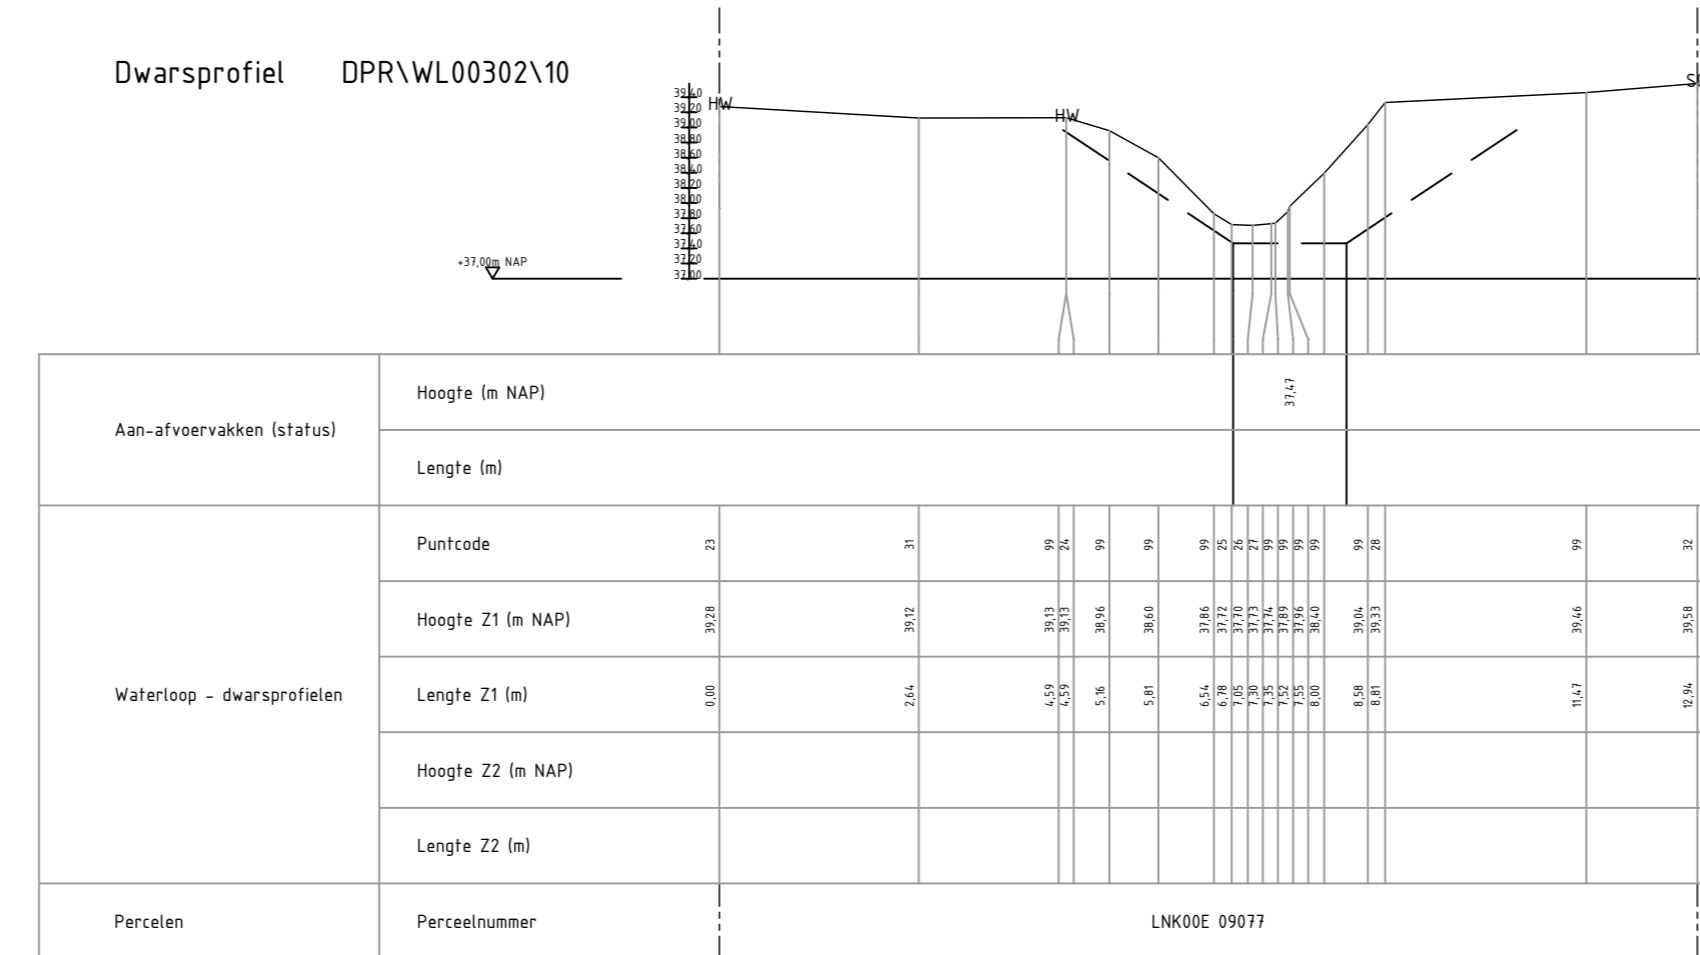 Dwarsprofiel DPR\WL00302\10
39,40
39,20
39,00
38,80
38,60
38,40
38,20
38,00
37,80
37,60
37,40
37,20
37,00
HW
HW
+37,00m NAP
Aan-afvoervakken (status)
Hoogte (m NAP) 37,47
Lengte (m)
Waterloop - dwarsprofielen
Puntcode 23 31 99 24 99 99 99 25 26 27 99 99 99 99 99 28 99 32
Hoogte Z1 (m NAP) 39,28 39,12 39,13 39,13 38,96 38,60 37,86 37,72 37,70 37,73 37,74 37,89 37,96 38,40 39,04 39,33 39,46 39,58
Lengte Z1 (m) 0,00 2,64 4,59 4,59 5,16 5,81 6,54 6,78 7,05 7,30 7,35 7,52 7,55 8,00 8,58 8,81 11,47 12,94
Hoogte Z2 (m NAP)
Lengte Z2 (m)
Percelen
Perceelnummer LNK00E 09077